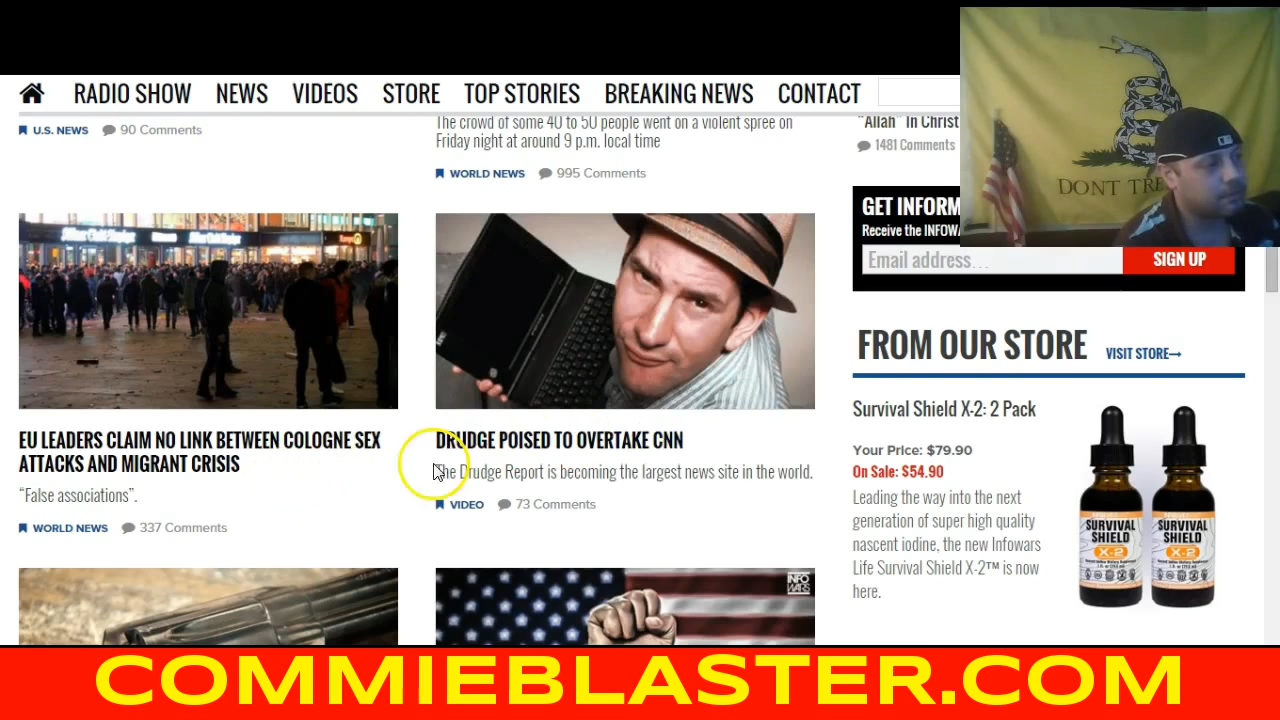 RADIO SHOW NEWS VIDEOS STORE TOP STORIES BREAKING NEWS CONTACT
U.S. NEWS 90 Comments
The crowd of some 40 to 50 people went on a violent spree on
Friday night at around 9 p.m. local time
WORLD NEWS 995 Comments
EU LEADERS CLAIM NO LINK BETWEEN COLOGNE SEX
ATTACKS AND MIGRANT CRISIS
“False associations”.
WORLD NEWS 337 Comments
DRUDGE POISED TO OVERTAKE CNN
The Drudge Report is becoming the largest news site in the world.
VIDEO 73 Comments
INFO
WARS
"Allah" In Christ
1481 Comments
DONT TRE
GET INFORM
Receive the INFOWA
Email address...
SIGN UP
FROM OUR STORE VISIT STORE→
Survival Shield X-2: 2 Pack
Your Price: $79.90
On Sale: $54.90
Leading the way into the next
generation of super high quality
nascent iodine, the new Infowars
Life Survival Shield X-2™ is now
here.
SURVIVAL
SHIELD
X-2
SURVIVAL
SHIELD
X-2
COMMIEBLASTER.COM